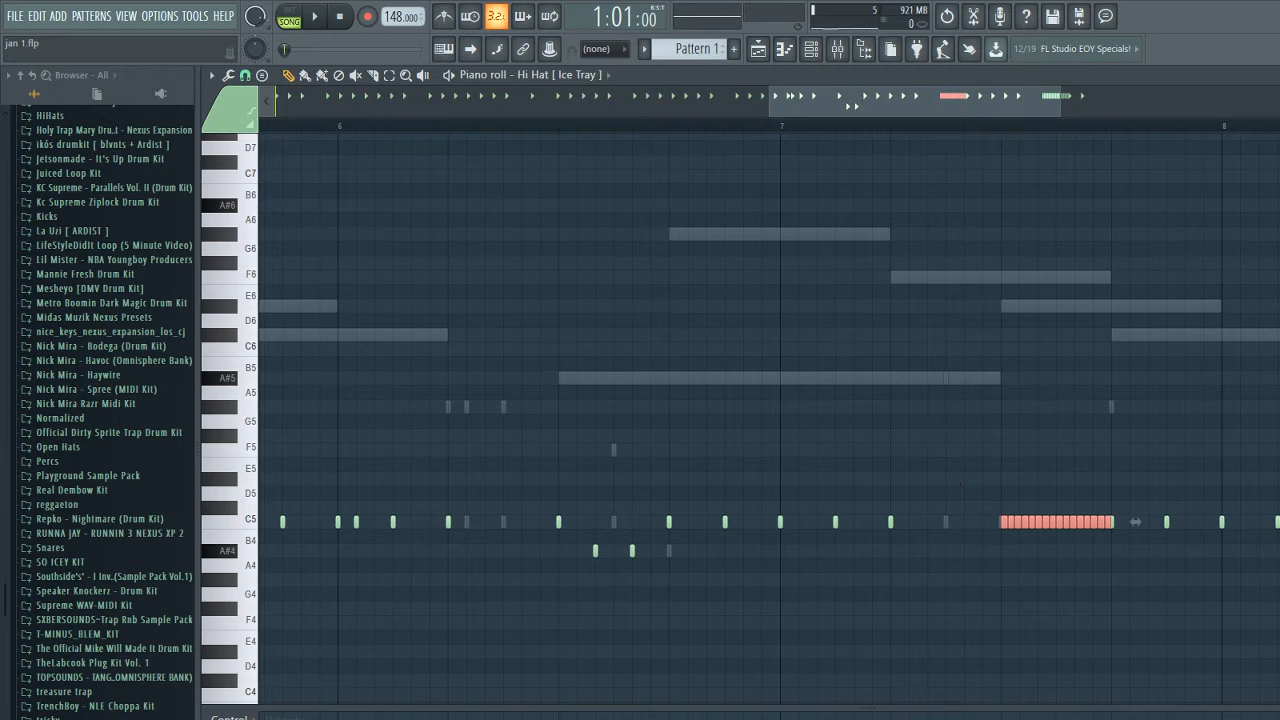 FILE EDIT ADD PATTERNS VIEW OPTIONS TOOLS HELP
PAT
SONG
148.000
3.2.
1:01:00
B:S:T
5
921 MB
0
jan 1.flp
(none)
Pattern 1
12/19 FL Studio EOY Specials!
Browser - All
Piano roll - Hi Hat [ Ice Tray ]
6
7
8
HiHats
Holy Trap Mary Dru..t - Nexus Expansion
ikós drumkit [ blvnts + Ardist ]
Jetsonmade - It's Up Drum Kit
Juiced Loop Kit
KC Supreme - Parallels Vol. II (Drum Kit)
Kc Supreme Ziplock Drum Kit
Kicks
La Uzi [ ARDIST ]
LifeStyleDidIt Loop (5 Minute Video)
Lil Mister - NBA Youngboy Producers
Mannie Fresh Drum Kit
Mesheyo [DMV Drum Kit]
Metro Boomin Dark Magic Drum Kit
Midas Muzik Nexus Presets
nice_keys_nexus_expansion_los_cj
Nick Mira - Bodega (Drum Kit)
Nick Mira - Havoc (Omnisphere Bank)
Nick Mira - Haywire
Nick Mira - Spree (MIDI Kit)
Nick Mira Razr Midi Kit
Normalized
Official Dirty Sprite Trap Drum Kit
Open Hats
Percs
Playground Sample Pack
Real Dembow Kit
reggaeton
Repko - Nightmare (Drum Kit)
RUNNA JAY - RUNNIN 3 NEXUS XP 2
Snares
SO ICEY KIT
Southside's' - I Inv..(Sample Pack Vol.1)
Speaker Knockerz - Drum Kit
Supreme WAV-MIDI Kit
SXBERSOUNDS~Trap Rnb Sample Pack
T-MINUS_BLEM_KIT
The Official Mike Will Made It Drum Kit
TheLabcook Plug Kit Vol. 1
TOPSOUNDS - TANG..OMNISPHERE BANK)
treasure trap
TrenchBoy - NLE Choppa Kit
tricky
D7
C7
B6
A#6
A6
G6
F6
E6
D6
C6
B5
A#5
A5
G5
F5
E5
D5
C5
B4
A#4
A4
G4
F4
E4
D4
C4
Control